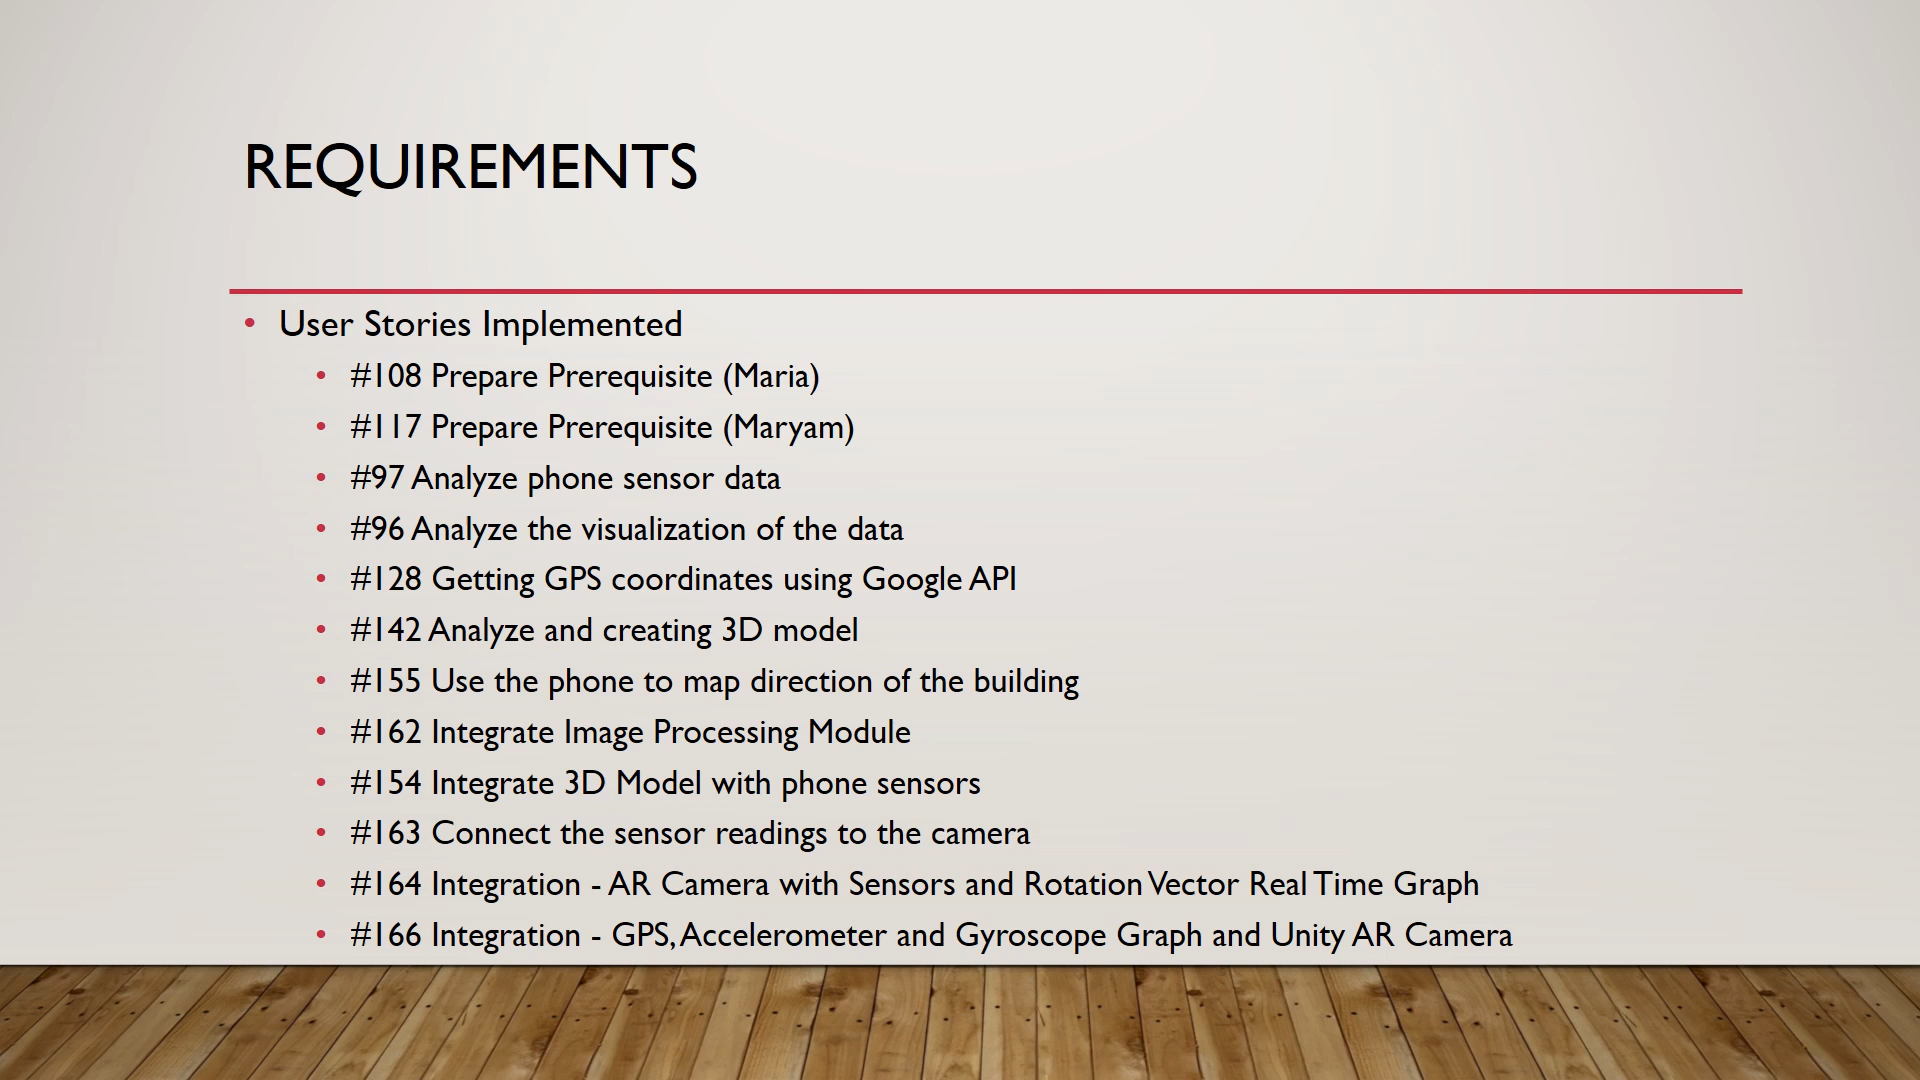 REQUIREMENTS
• User Stories Implemented
• #108 Prepare Prerequisite (Maria)
• #117 Prepare Prerequisite (Maryam)
• #97 Analyze phone sensor data
• #96 Analyze the visualization of the data
• #128 Getting GPS coordinates using Google API
• #142 Analyze and creating 3D model
• #155 Use the phone to map direction of the building
• #162 Integrate Image Processing Module
• #154 Integrate 3D Model with phone sensors
• #163 Connect the sensor readings to the camera
• #164 Integration - AR Camera with Sensors and Rotation Vector Real Time Graph
• #166 Integration - GPS, Accelerometer and Gyroscope Graph and Unity AR Camera